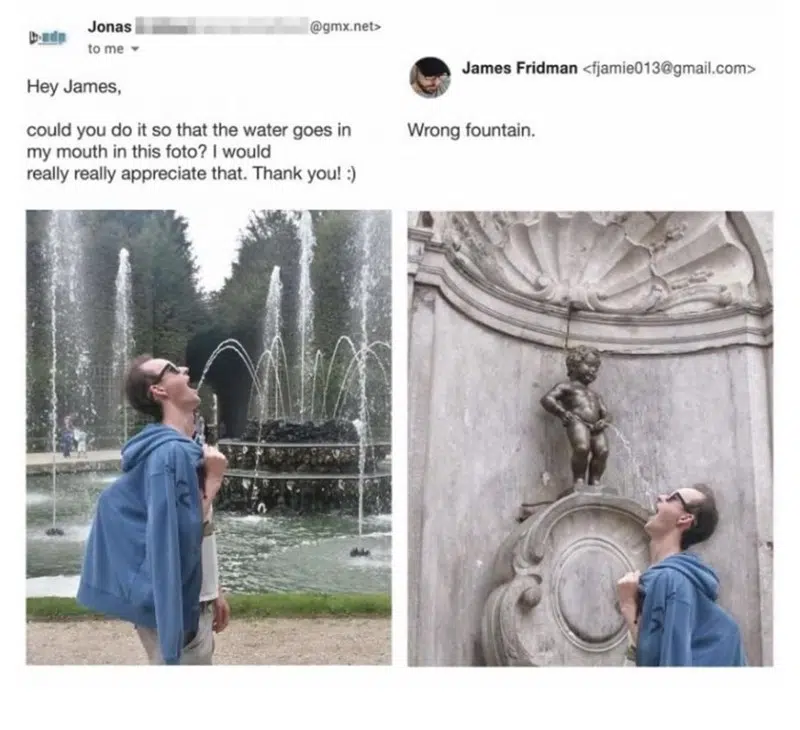 Jonas @gmx.net>
to me
Hey James,
could you do it so that the water goes in
my mouth in this foto? I would
really really appreciate that. Thank you! :)
James Fridman <fjamie013@gmail.com>
Wrong fountain.